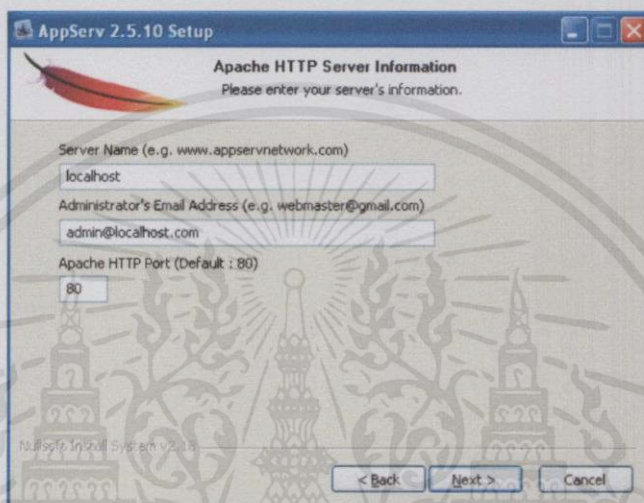 AppServ 2.5.10 Setup
Apache HTTP Server Information
Please enter your server's information.
Server Name (e.g. www.appservnetwork.com)
localhost
Administrator's Email Address (e.g. webmaster@gmail.com)
admin@localhost.com
Apache HTTP Port (Default : 80)
80
Nullsoft Install System v2.18
< Back
Next >
Cancel